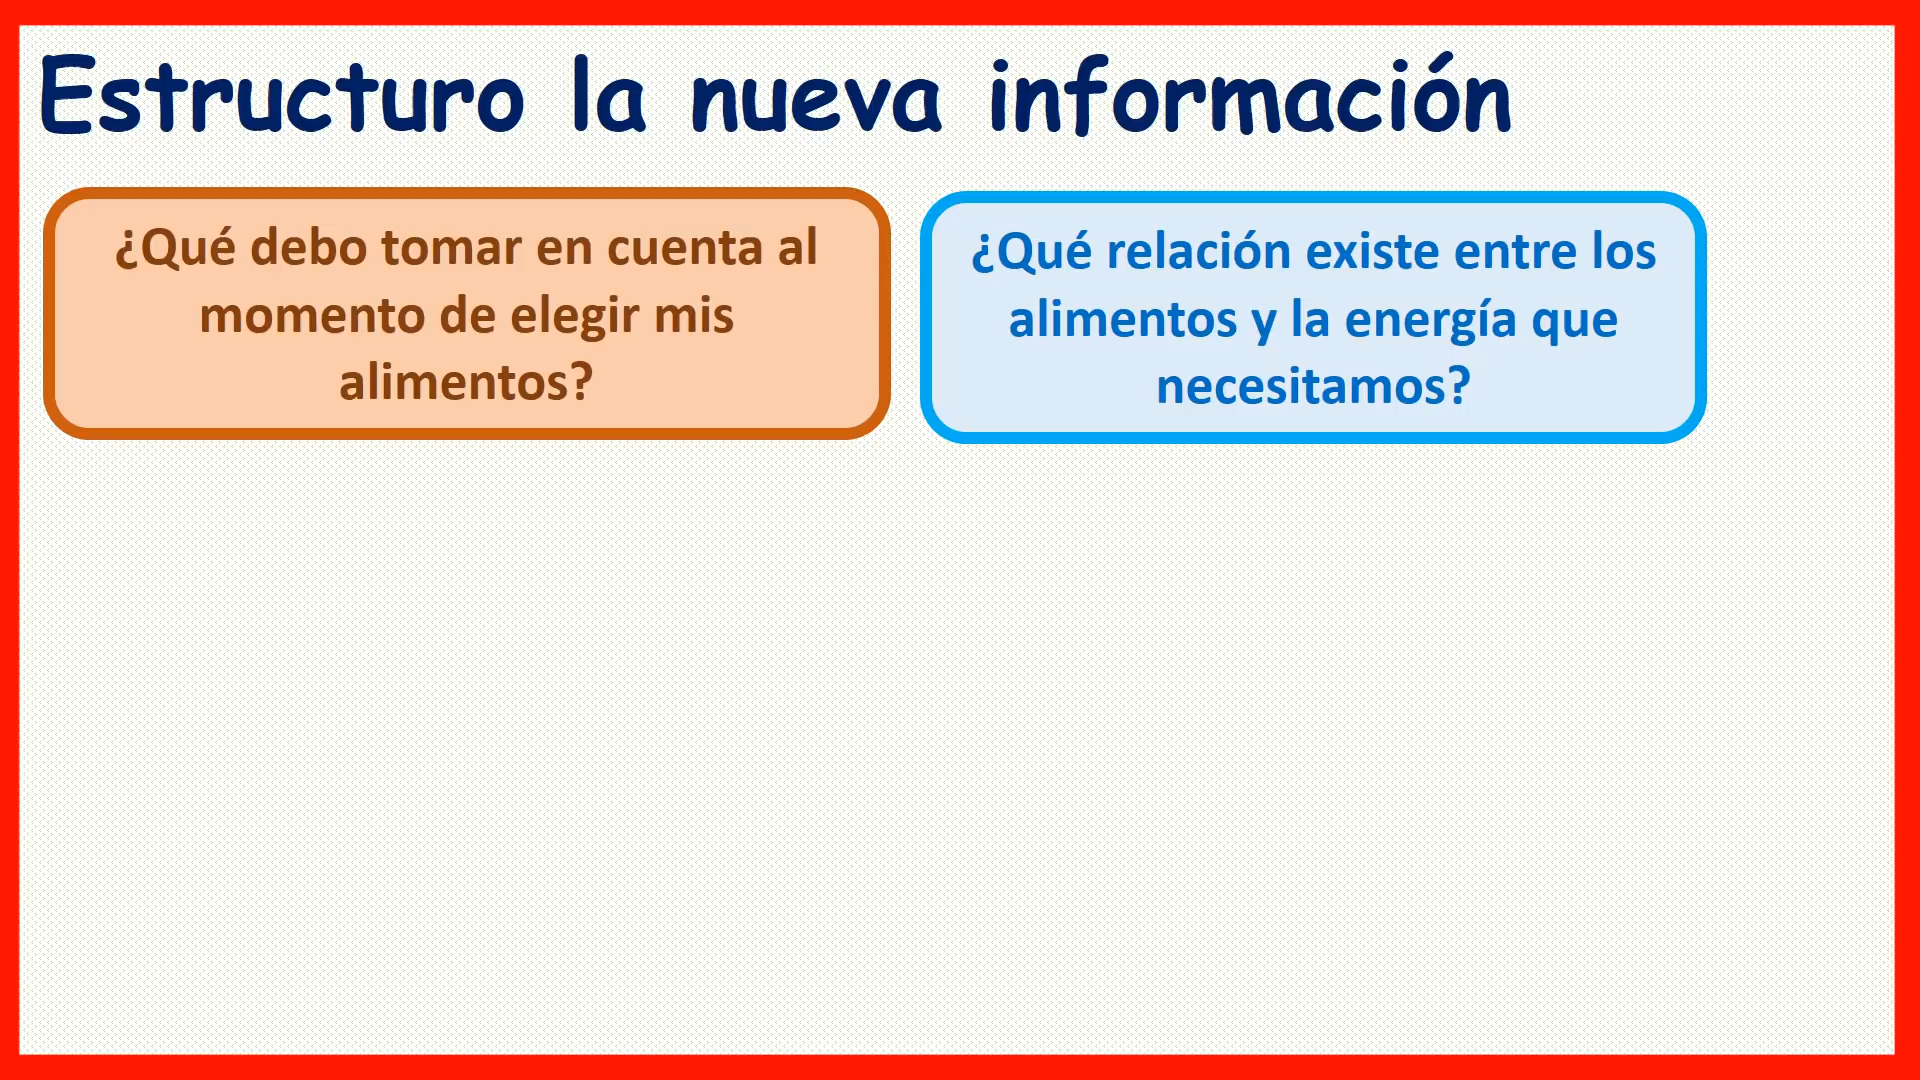 Estructuro la nueva información
¿Qué debo tomar en cuenta al
momento de elegir mis
alimentos?
¿Qué relación existe entre los
alimentos y la energía que
necesitamos?